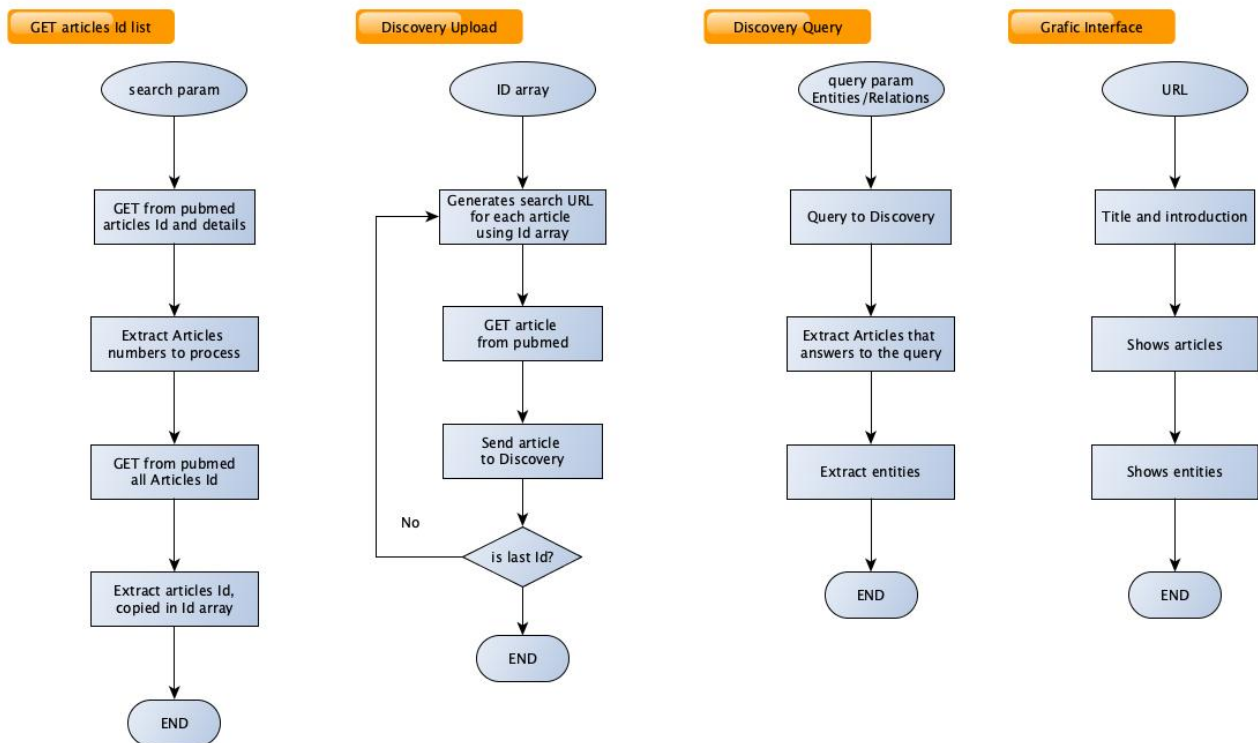 GET articles Id list
search param
GET from pubmed
articles Id and details
Extract Articles
numbers to process
GET from pubmed
all Articles Id
Extract articles Id,
copied in Id array
END
Discovery Upload
ID array
Generates search URL
for each article
using Id array
GET article
from pubmed
Send article
to Discovery
No
is last Id?
END
Discovery Query
query param
Entities/Relations
Query to Discovery
Extract Articles that
answers to the query
Extract entities
END
Grafic Interface
URL
Title and introduction
Shows articles
Shows entities
END